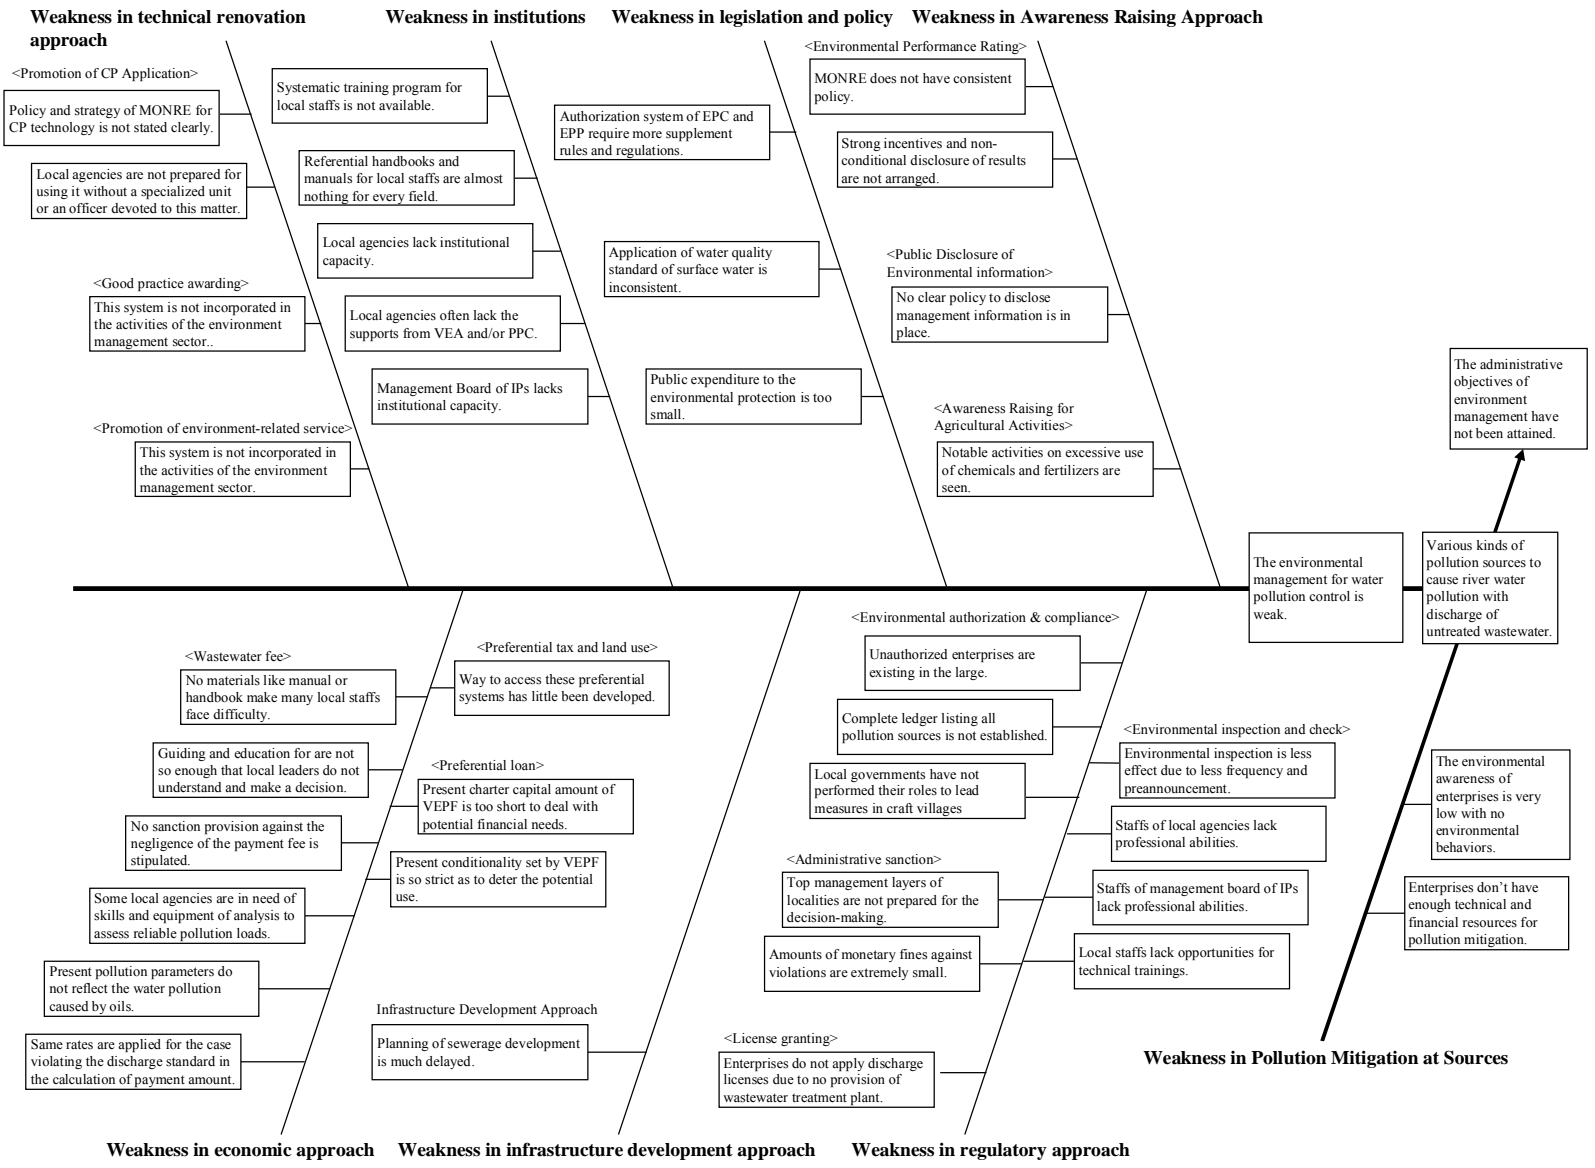 Weakness in technical renovation
approach
<Promotion of CP Application>
Policy and strategy of MONRE for
CP technology is not stated clearly.
Local agencies are not prepared for
using it without a specialized unit
or an officer devoted to this matter.
<Good practice awarding>
This system is not incorporated in
the activities of the environment
management sector..
<Promotion of environment-related service>
This system is not incorporated in
the activities of the environment
management sector.
Weakness in institutions
Systematic training program for
local staffs is not available.
Referential handbooks and
manuals for local staffs are almost
nothing for every field.
Local agencies lack institutional
capacity.
Local agencies often lack the
supports from VEA and/or PPC.
Management Board of IPs lacks
institutional capacity.
Weakness in legislation and policy
Authorization system of EPC and
EPP require more supplement
rules and regulations.
Application of water quality
standard of surface water is
inconsistent.
Public expenditure to the
environmental protection is too
small.
Weakness in Awareness Raising Approach
<Environmental Performance Rating>
MONRE does not have consistent
policy.
Strong incentives and non-
conditional disclosure of results
are not arranged.
<Public Disclosure of
Environmental information>
No clear policy to disclose
management information is in
place.
<Awareness Raising for
Agricultural Activities>
Notable activities on excessive use
of chemicals and fertilizers are
seen.
The administrative
objectives of
environment
management have
not been attained.
The environmental
management for water
pollution control is
weak.
Various kinds of
pollution sources to
cause river water
pollution with
discharge of
untreated wastewater.
<Wastewater fee>
No materials like manual or
handbook make many local staffs
face difficulty.
Guiding and education for are not
so enough that local leaders do not
understand and make a decision.
No sanction provision against the
negligence of the payment fee is
stipulated.
Some local agencies are in need of
skills and equipment of analysis to
assess reliable pollution loads.
Present pollution parameters do
not reflect the water pollution
caused by oils.
Same rates are applied for the case
violating the discharge standard in
the calculation of payment amount.
<Preferential tax and land use>
Way to access these preferential
systems has little been developed.
<Preferential loan>
Present charter capital amount of
VEPF is too short to deal with
potential financial needs.
Present conditionality set by VEPF
is so strict as to deter the potential
use.
Weakness in economic approach
Infrastructure Development Approach
Planning of sewerage development
is much delayed.
Weakness in infrastructure development approach
<Environmental authorization & compliance>
Unauthorized enterprises are
existing in the large.
Complete ledger listing all
pollution sources is not established.
Local governments have not
performed their roles to lead
measures in craft villages
<Administrative sanction>
Top management layers of
localities are not prepared for the
decision-making.
Amounts of monetary fines against
violations are extremely small.
<License granting>
Enterprises do not apply discharge
licenses due to no provision of
wastewater treatment plant.
<Environmental inspection and check>
Environmental inspection is less
effect due to less frequency and
preannouncement.
Staffs of local agencies lack
professional abilities.
Staffs of management board of IPs
lack professional abilities.
Local staffs lack opportunities for
technical trainings.
Weakness in regulatory approach
The environmental
awareness of
enterprises is very
low with no
environmental
behaviors.
Enterprises don’t have
enough technical and
financial resources for
pollution mitigation.
Weakness in Pollution Mitigation at Sources